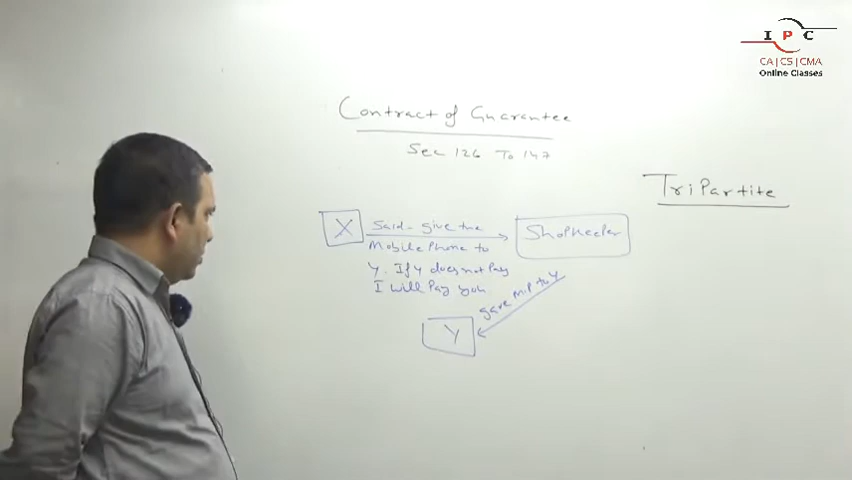 I P C
CA|CS|CMA
Online Classes
Contract of Guarantee
Sec 126 To 147
TriPartite
X
Said - give the
Mobile Phone to
Y. If Y does not Pay
I will Pay you
ShopKeeper
gave M.P to Y
Y